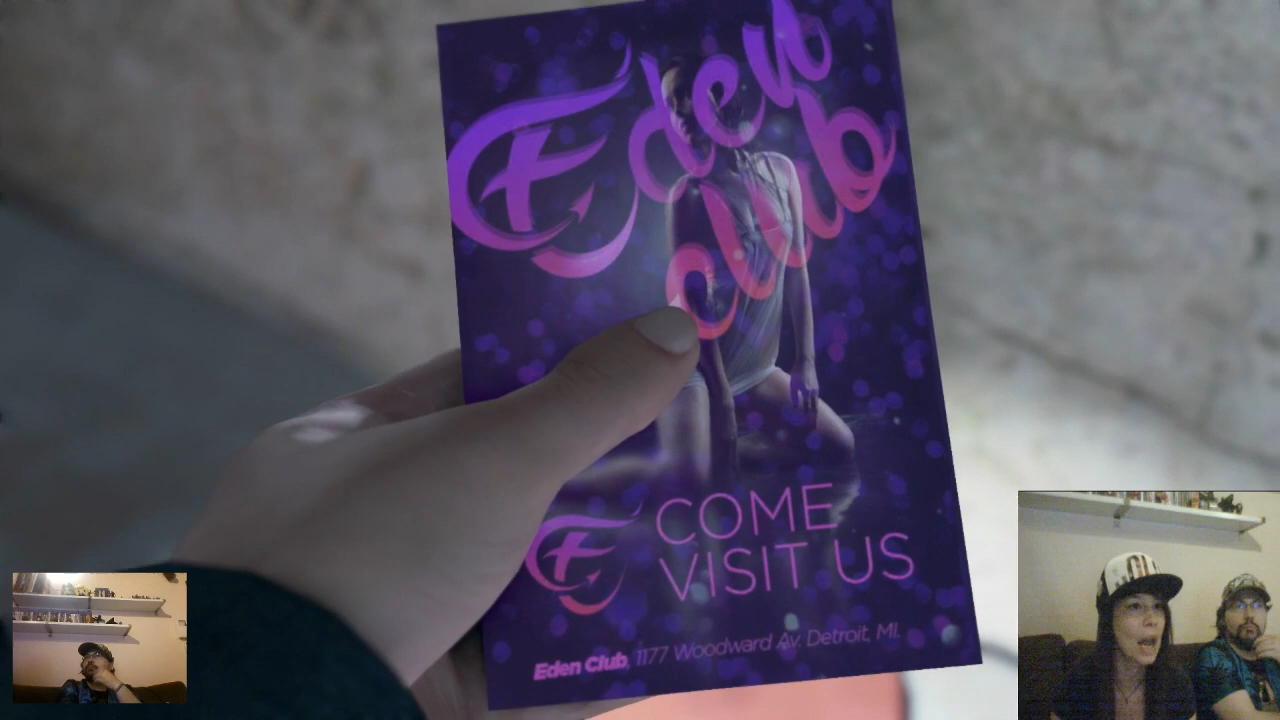 Eden
club
COME
VISIT US
Eden Club, 1177 Woodward Av. Detroit, MI.